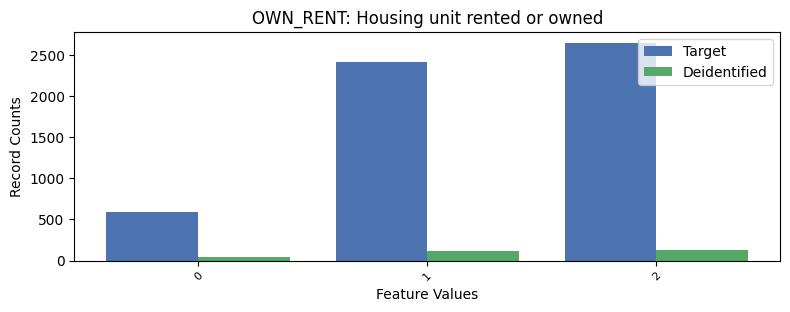 OWN_RENT: Housing unit rented or owned
Target
Deidentified
2500
2000
1500
1000
500
0
Record Counts
0 1 2
Feature Values